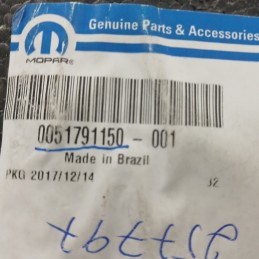 Genuine Parts & Accessories
MOPAR®
0051791150 - 001
Made in Brazil
PKG 2017/12/14